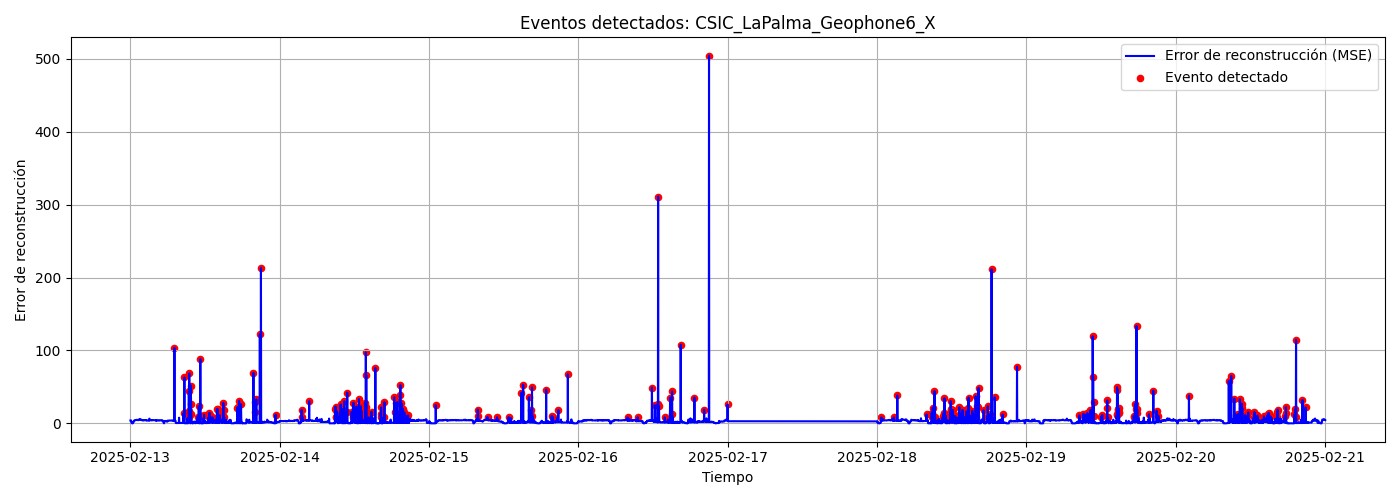 Eventos detectados: CSIC_LaPalma_Geophone6_X
Error de reconstrucción (MSE)
Evento detectado
Error de reconstrucción
500
400
300
200
100
0
2025-02-13 2025-02-14 2025-02-15 2025-02-16 2025-02-17 2025-02-18 2025-02-19 2025-02-20 2025-02-21
Tiempo